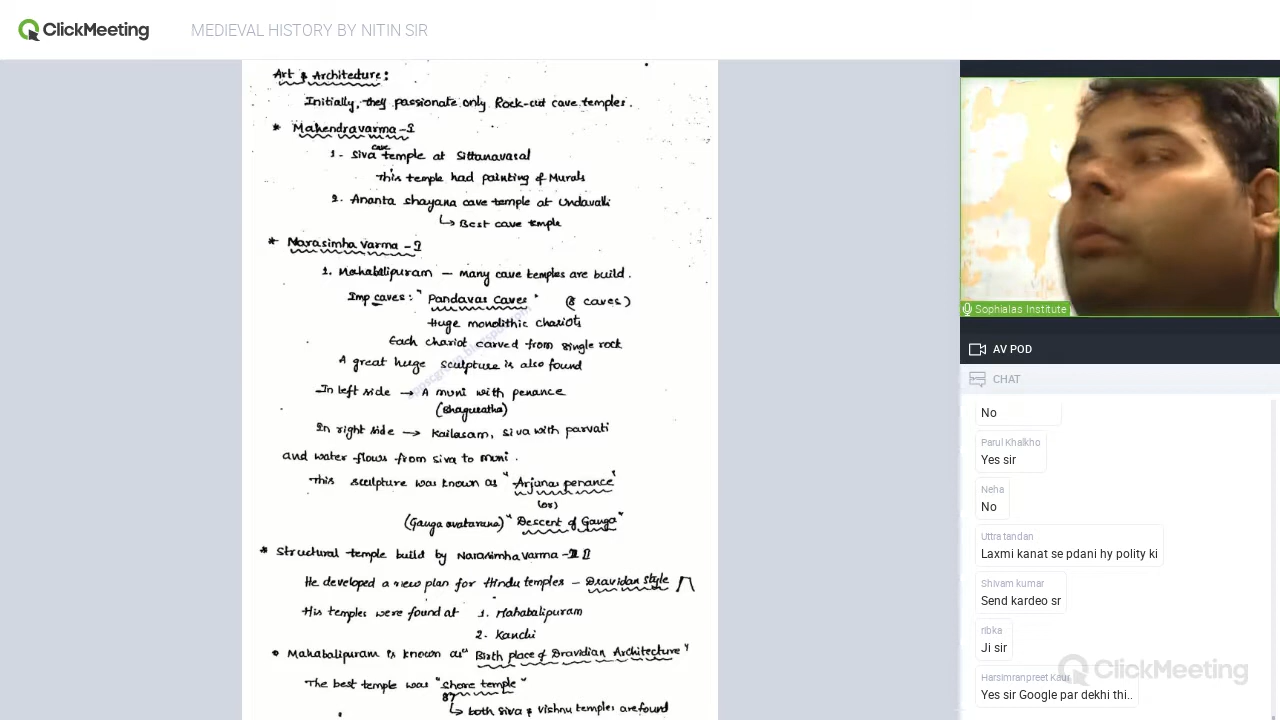 ClickMeeting
MEDIEVAL HISTORY BY NITIN SIR
Art & Architecture:
Initially, they passionate only Rock-cut cave temples.
* Mahendravarma-I
1. Siva cave temple at Sittanavasal
This temple had painting of Murals
2. Ananta shayana cave temple at Undavalli
↳ Best cave temple
* Narasimha Varma - I
1. Mahabalipuram — many cave temples are build.
Imp caves: " Pandavas Caves " (8 caves)
Huge monolithic chariots
Each chariot carved from single rock
A great huge sculpture is also found
In left side → A muni with penance
(Bhaguratha)
In right side → Kailasam, Siva with parvati
and water flows from siva to muni.
This sculpture was known as "Arjunas penance"
(or)
(Ganga avatarana) "Descent of Ganga"
* Structural temple build by Narasimha Varma - II
He developed a new plan for Hindu temples - Dravidan style
His temples were found at 1. Mahabalipuram
2. Kanchi
• Mahabalipuram is known as "Birth place of Dravidian Architecture"
The best temple was "Shore temple"
↳ both Siva & Vishnu temples are found
Sophialas Institute
AV POD
CHAT
No
Parul Khalkho
Yes sir
Neha
No
Uttra tandan
Laxmi kanat se pdani hy polity ki
Shivam kumar
Send kardeo sr
ribka
Ji sir
Harsimranpreet Kaur
Yes sir Google par dekhi thi..
ClickMeeting